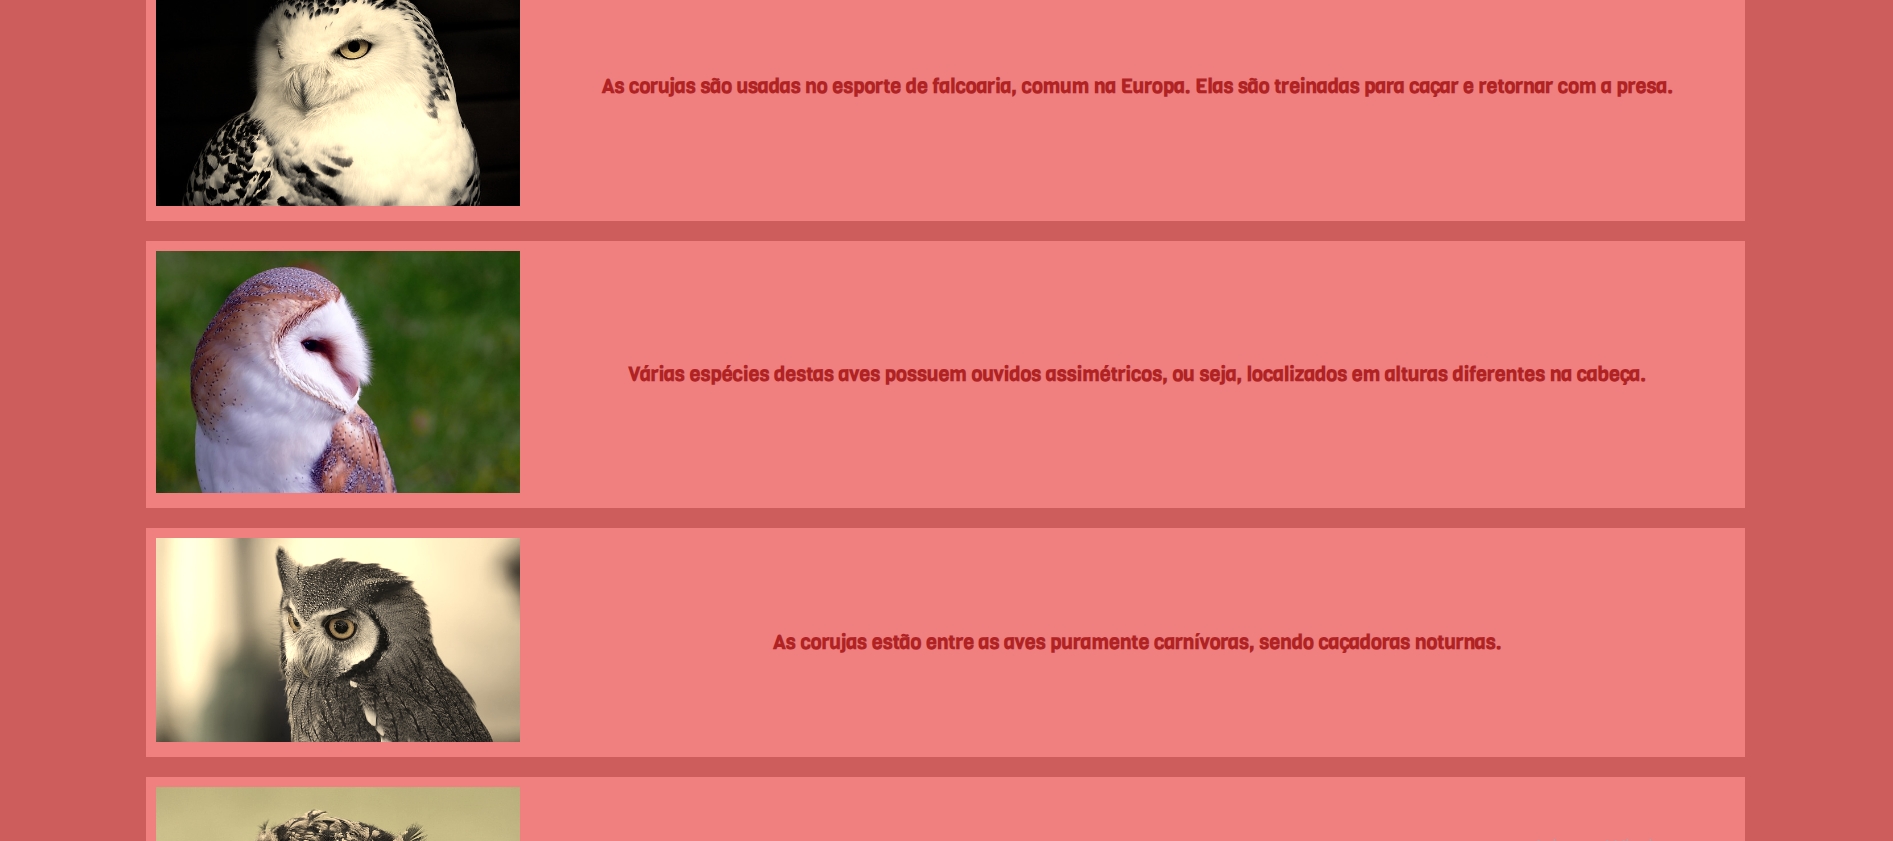 As corujas são usadas no esporte de falcoaria, comum na Europa. Elas são treinadas para caçar e retornar com a presa.
Várias espécies destas aves possuem ouvidos assimétricos, ou seja, localizados em alturas diferentes na cabeça.
As corujas estão entre as aves puramente carnívoras, sendo caçadoras noturnas.